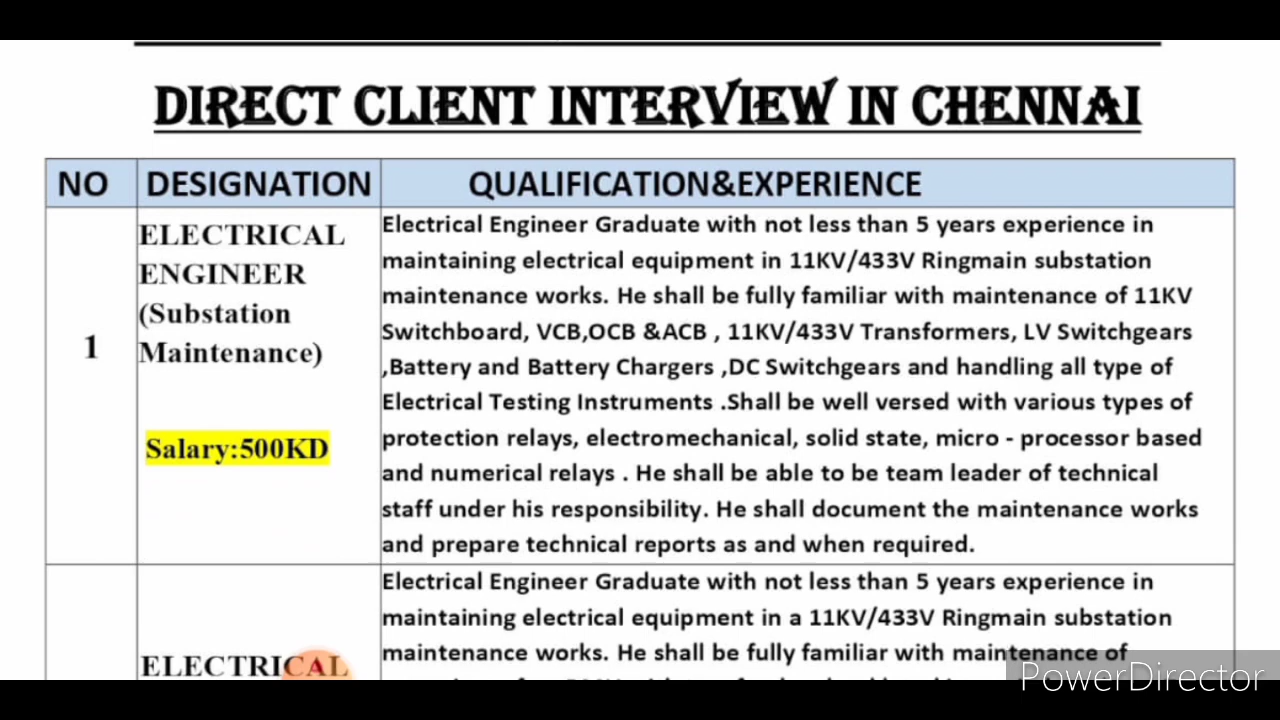 DIRECT CLIENT INTERVIEW IN CHENNAI
NO DESIGNATION QUALIFICATION&EXPERIENCE
1
ELECTRICAL
ENGINEER
(Substation
Maintenance)
Salary:500KD
Electrical Engineer Graduate with not less than 5 years experience in
maintaining electrical equipment in 11KV/433V Ringmain substation
maintenance works. He shall be fully familiar with maintenance of 11KV
Switchboard, VCB,OCB &ACB , 11KV/433V Transformers, LV Switchgears
,Battery and Battery Chargers ,DC Switchgears and handling all type of
Electrical Testing Instruments .Shall be well versed with various types of
protection relays, electromechanical, solid state, micro - processor based
and numerical relays . He shall be able to be team leader of technical
staff under his responsibility. He shall document the maintenance works
and prepare technical reports as and when required.
ELECTRICAL
Electrical Engineer Graduate with not less than 5 years experience in
maintaining electrical equipment in a 11KV/433V Ringmain substation
maintenance works. He shall be fully familiar with maintenance of
PowerDirector